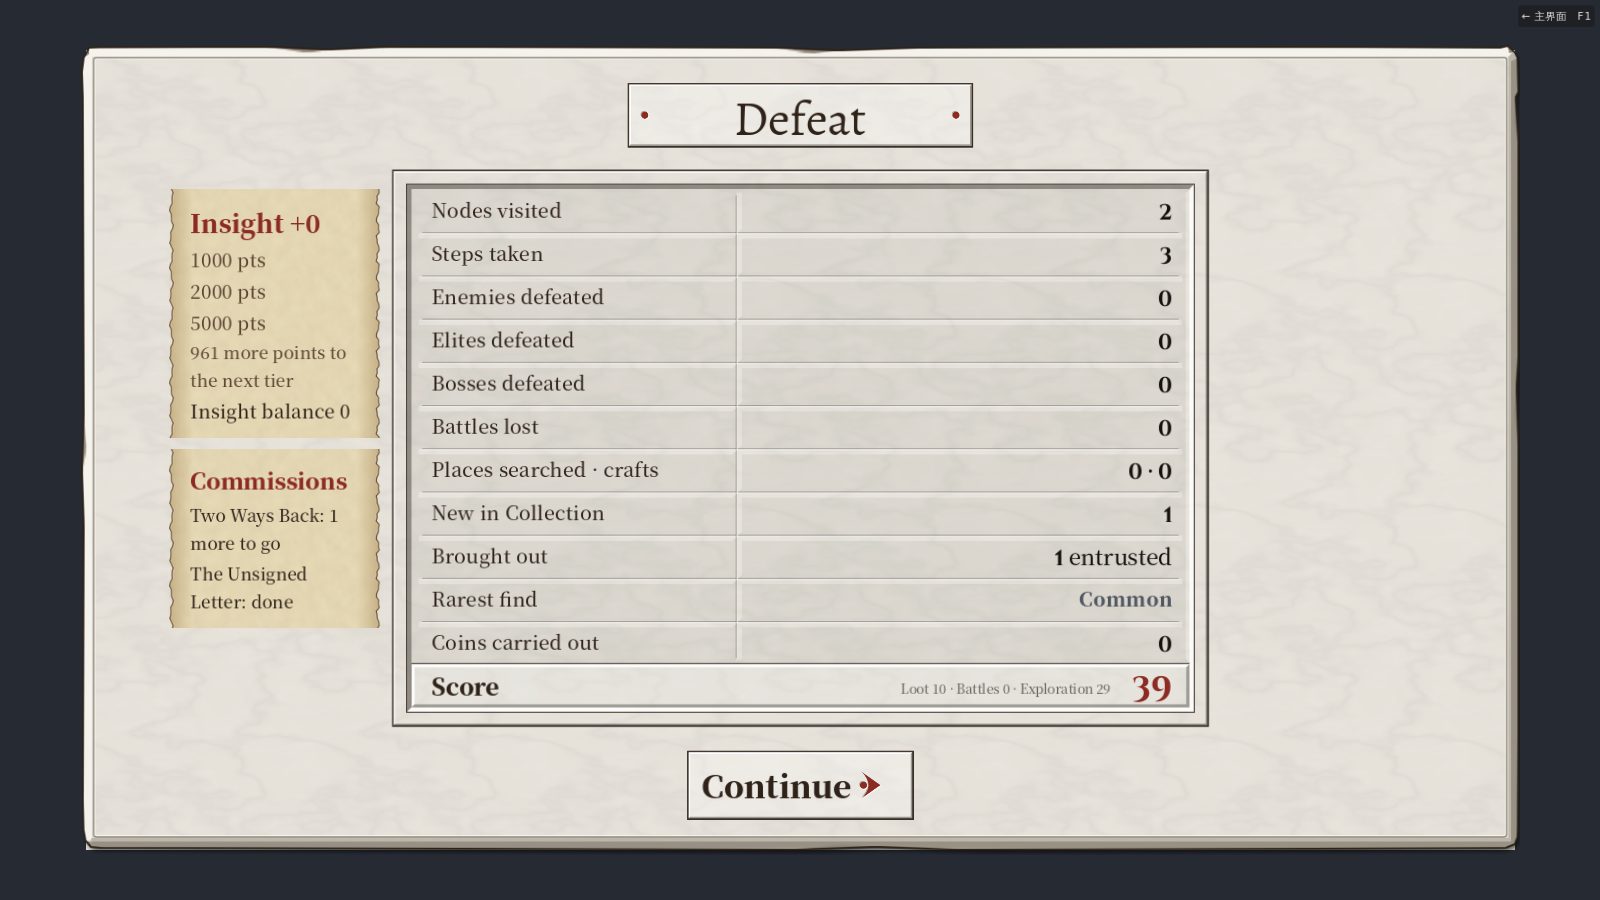 ← 主界面 F1
Defeat
Insight +0
1000 pts
2000 pts
5000 pts
961 more points to
the next tier
Insight balance 0
Commissions
Two Ways Back: 1
more to go
The Unsigned
Letter: done
Nodes visited 2
Steps taken 3
Enemies defeated 0
Elites defeated 0
Bosses defeated 0
Battles lost 0
Places searched · crafts 0 · 0
New in Collection 1
Brought out 1 entrusted
Rarest find Common
Coins carried out 0
Score Loot 10 · Battles 0 · Exploration 29 39
Continue